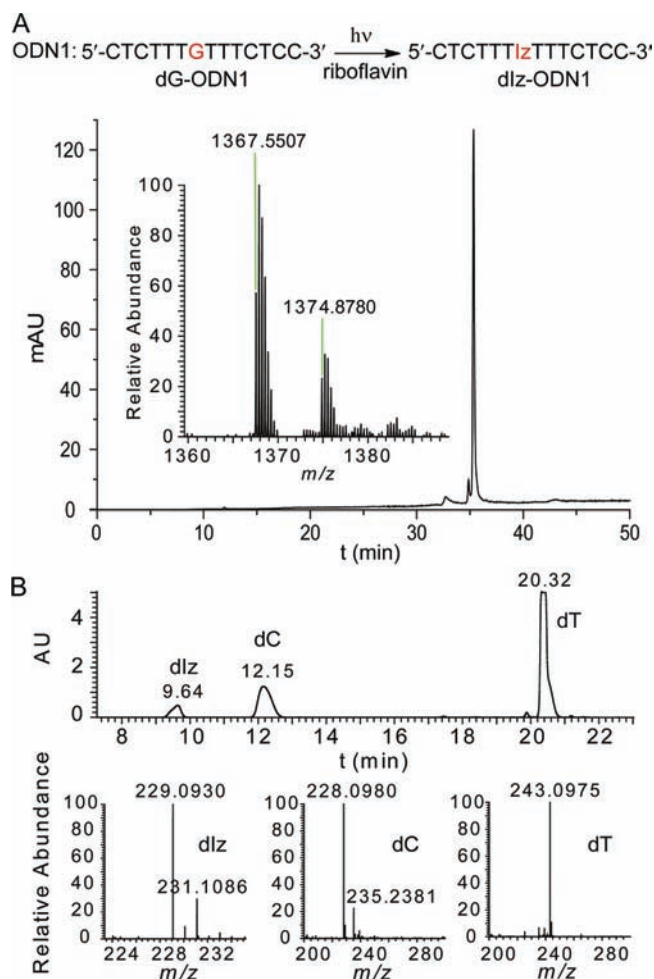 A
ODN1: 5′-CTCTTTGTTTCTCC-3′ hν 5′-CTCTTTIzTTTCTCC-3′
dG-ODN1 riboflavin dIz-ODN1
120
100
80
60
40
20
0
mAU
0 10 20 30 40 50
t (min)
1367.5507
1374.8780
100
80
60
40
20
0
Relative Abundance
1360 1370 1380
m/z
B
20.32
dT
dC
dIz
12.15
9.64
4
2
0
AU
8 10 12 14 16 18 20 22
t (min)
229.0930 228.0980 243.0975
100 100 100
80 80 80
60 60 60
40 40 40
20 20 20
0 0 0
dIz dC dT
231.1086 235.2381
Relative Abundance
224 228 232 200 220 240 260 280 200 220 240 260 280
m/z m/z m/z